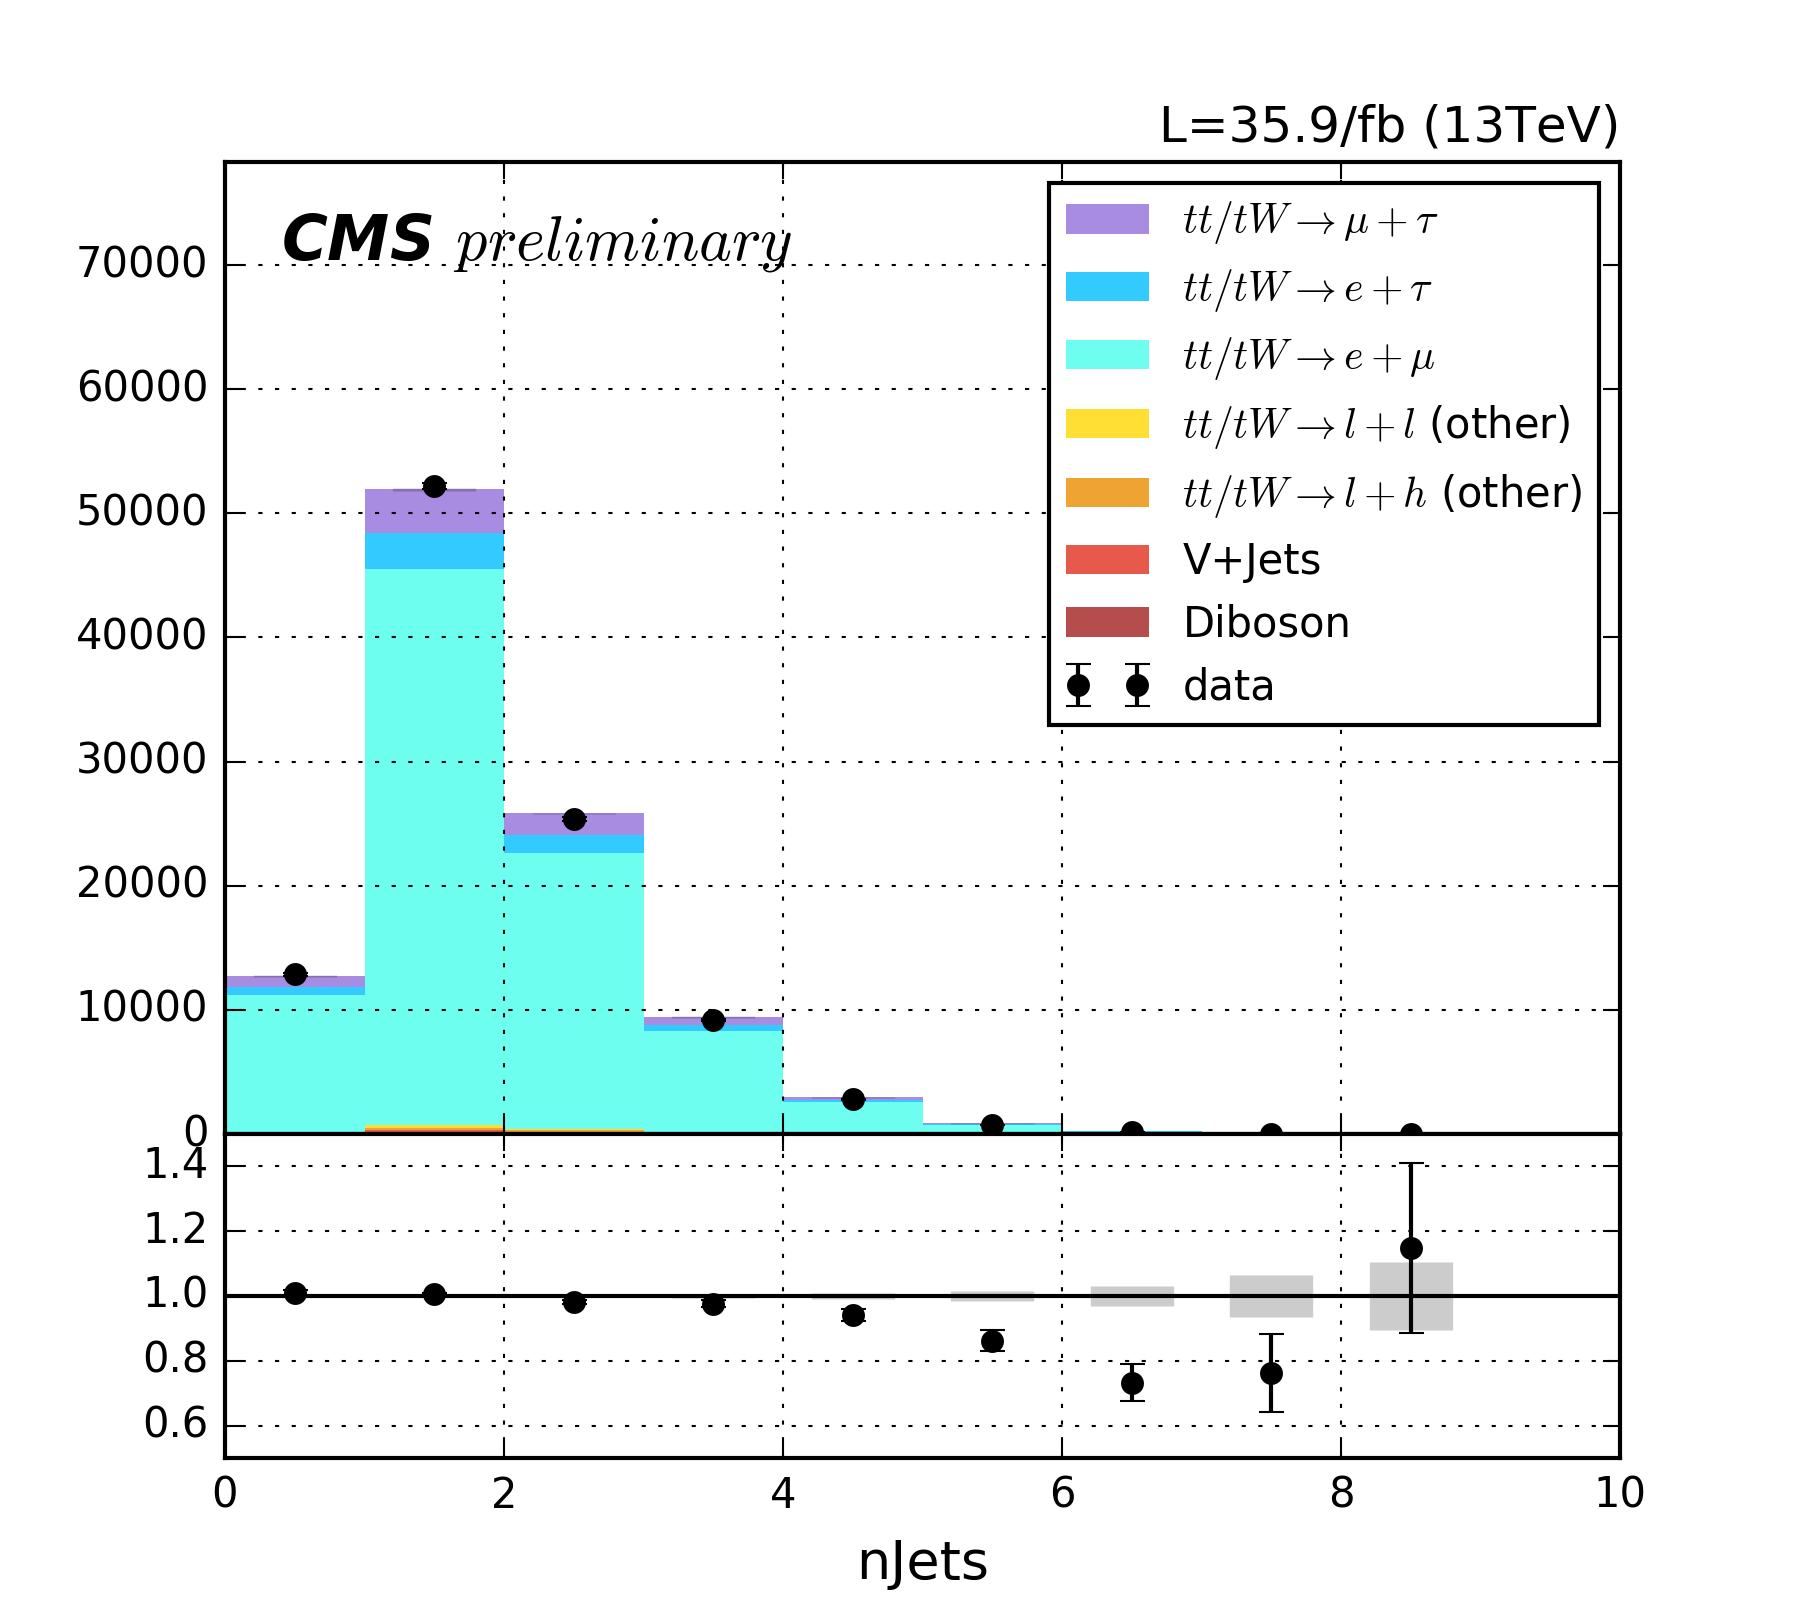 L=35.9/fb (13TeV)
CMS preliminary
tt/tW→μ+τ
tt/tW→e+τ
tt/tW→e+μ
tt/tW→l+l (other)
tt/tW→l+h (other)
V+Jets
Diboson
data
70000
60000
50000
40000
30000
20000
10000
0
1.4
1.2
1.0
0.8
0.6
0 2 4 6 8 10
nJets